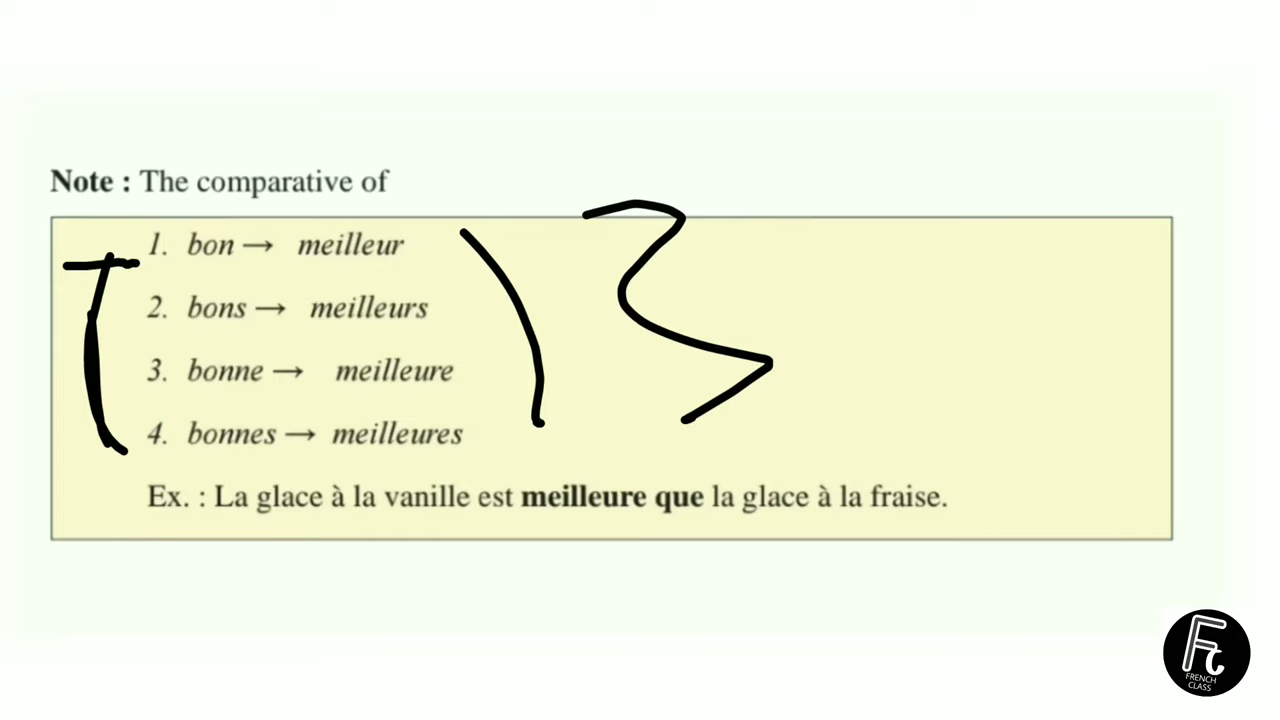 Note : The comparative of
1. bon → meilleur
2. bons → meilleurs
3. bonne → meilleure
4. bonnes → meilleures
Ex. : La glace à la vanille est meilleure que la glace à la fraise.
Fc
FRENCH
CLASS